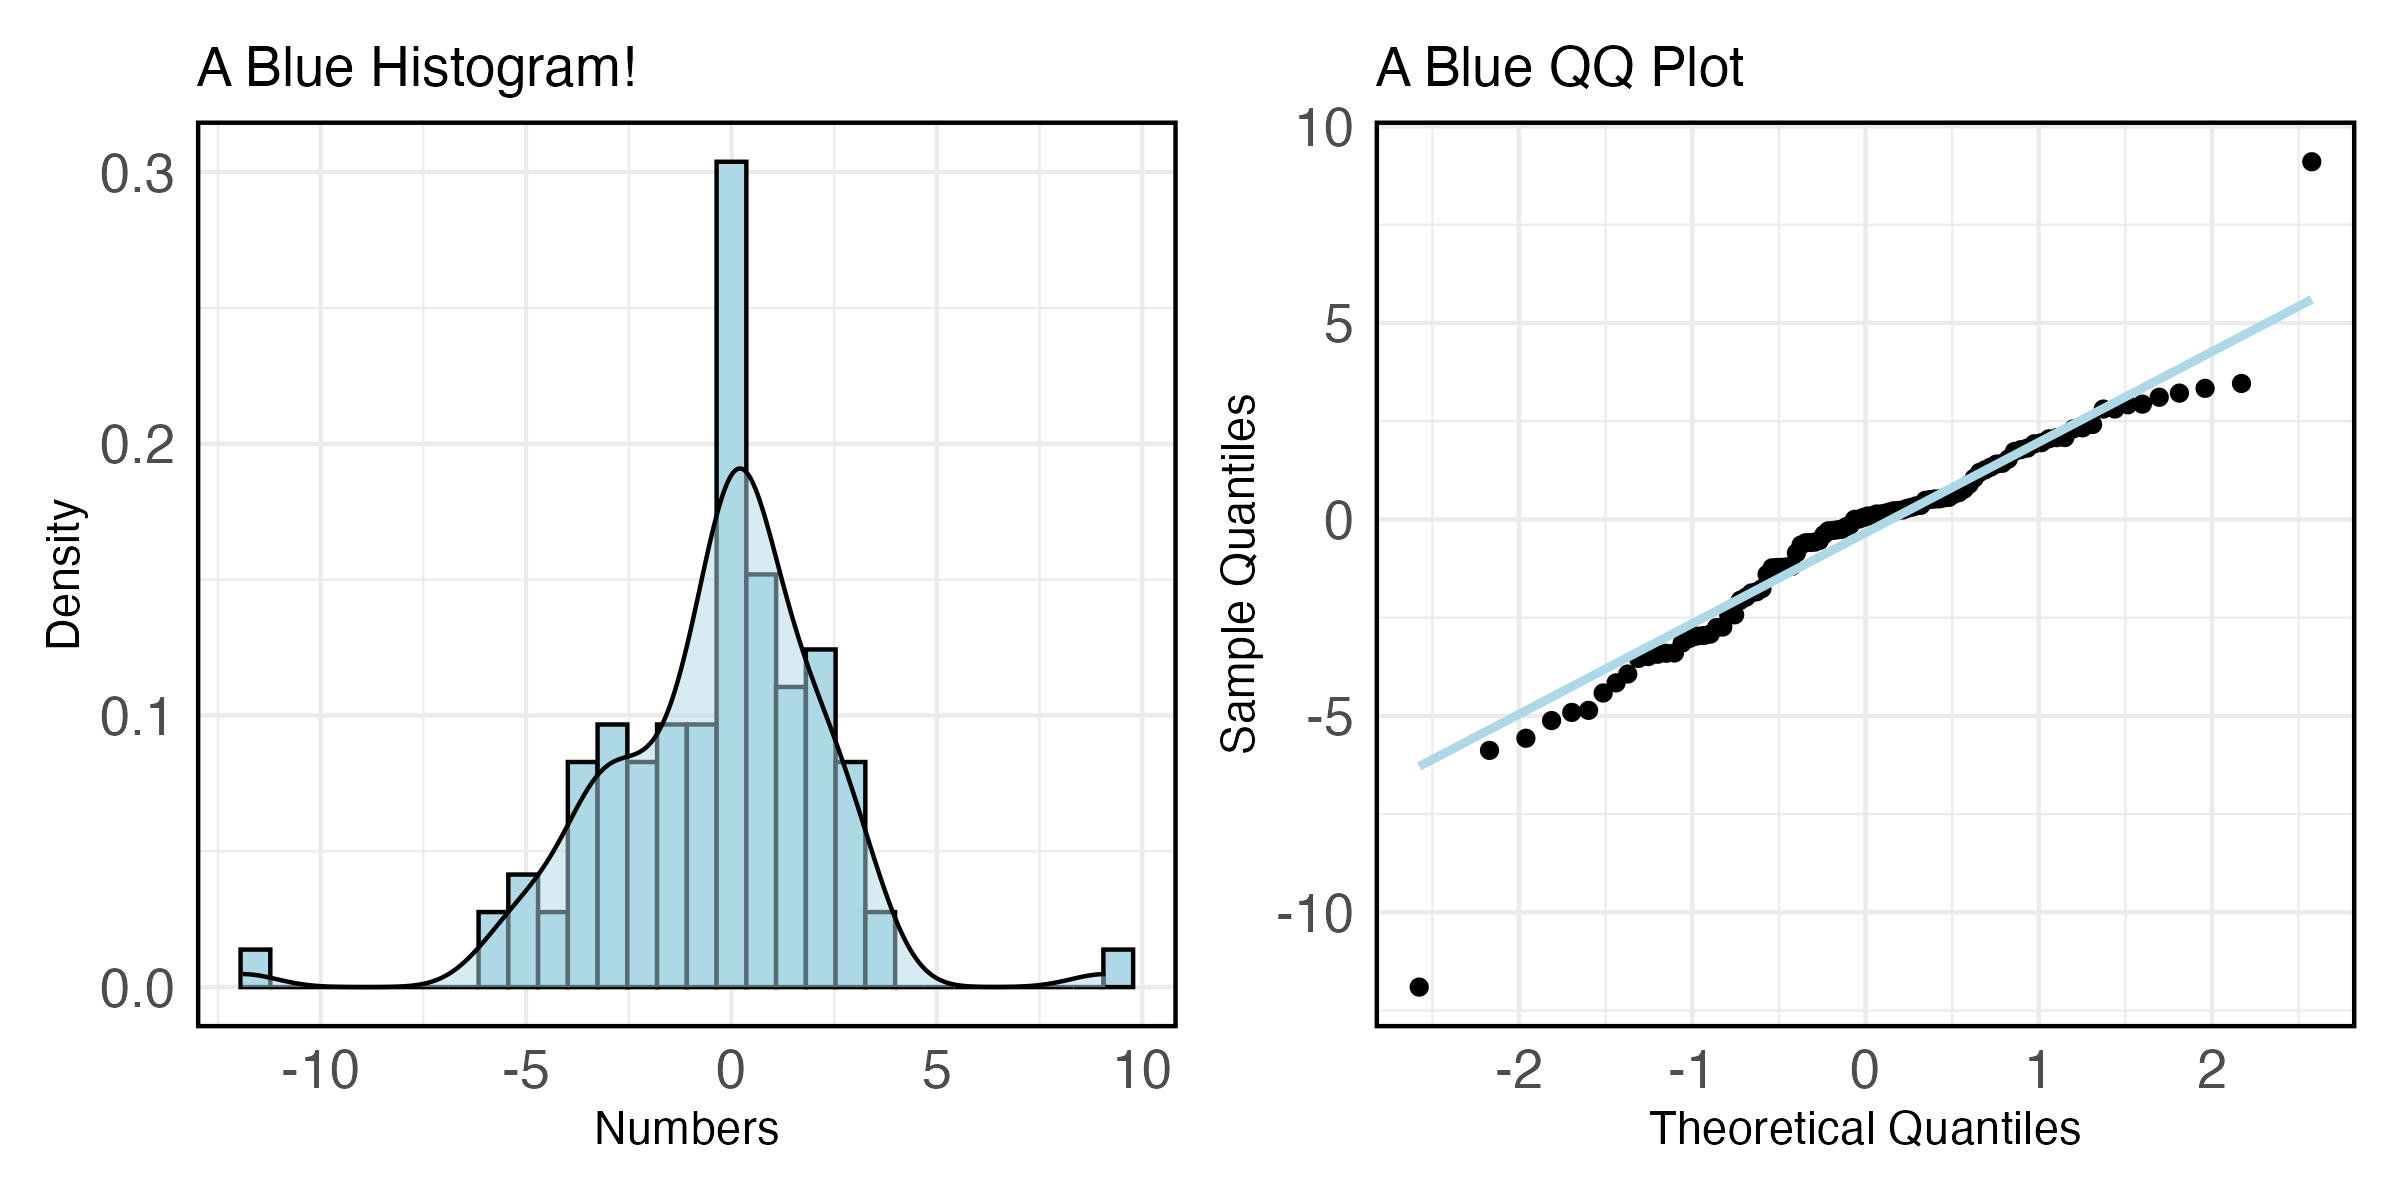 A Blue Histogram!
0.3
0.2
0.1
0.0
Density
-10 -5 0 5 10
Numbers
A Blue QQ Plot
10
5
0
-5
-10
Sample Quantiles
-2 -1 0 1 2
Theoretical Quantiles